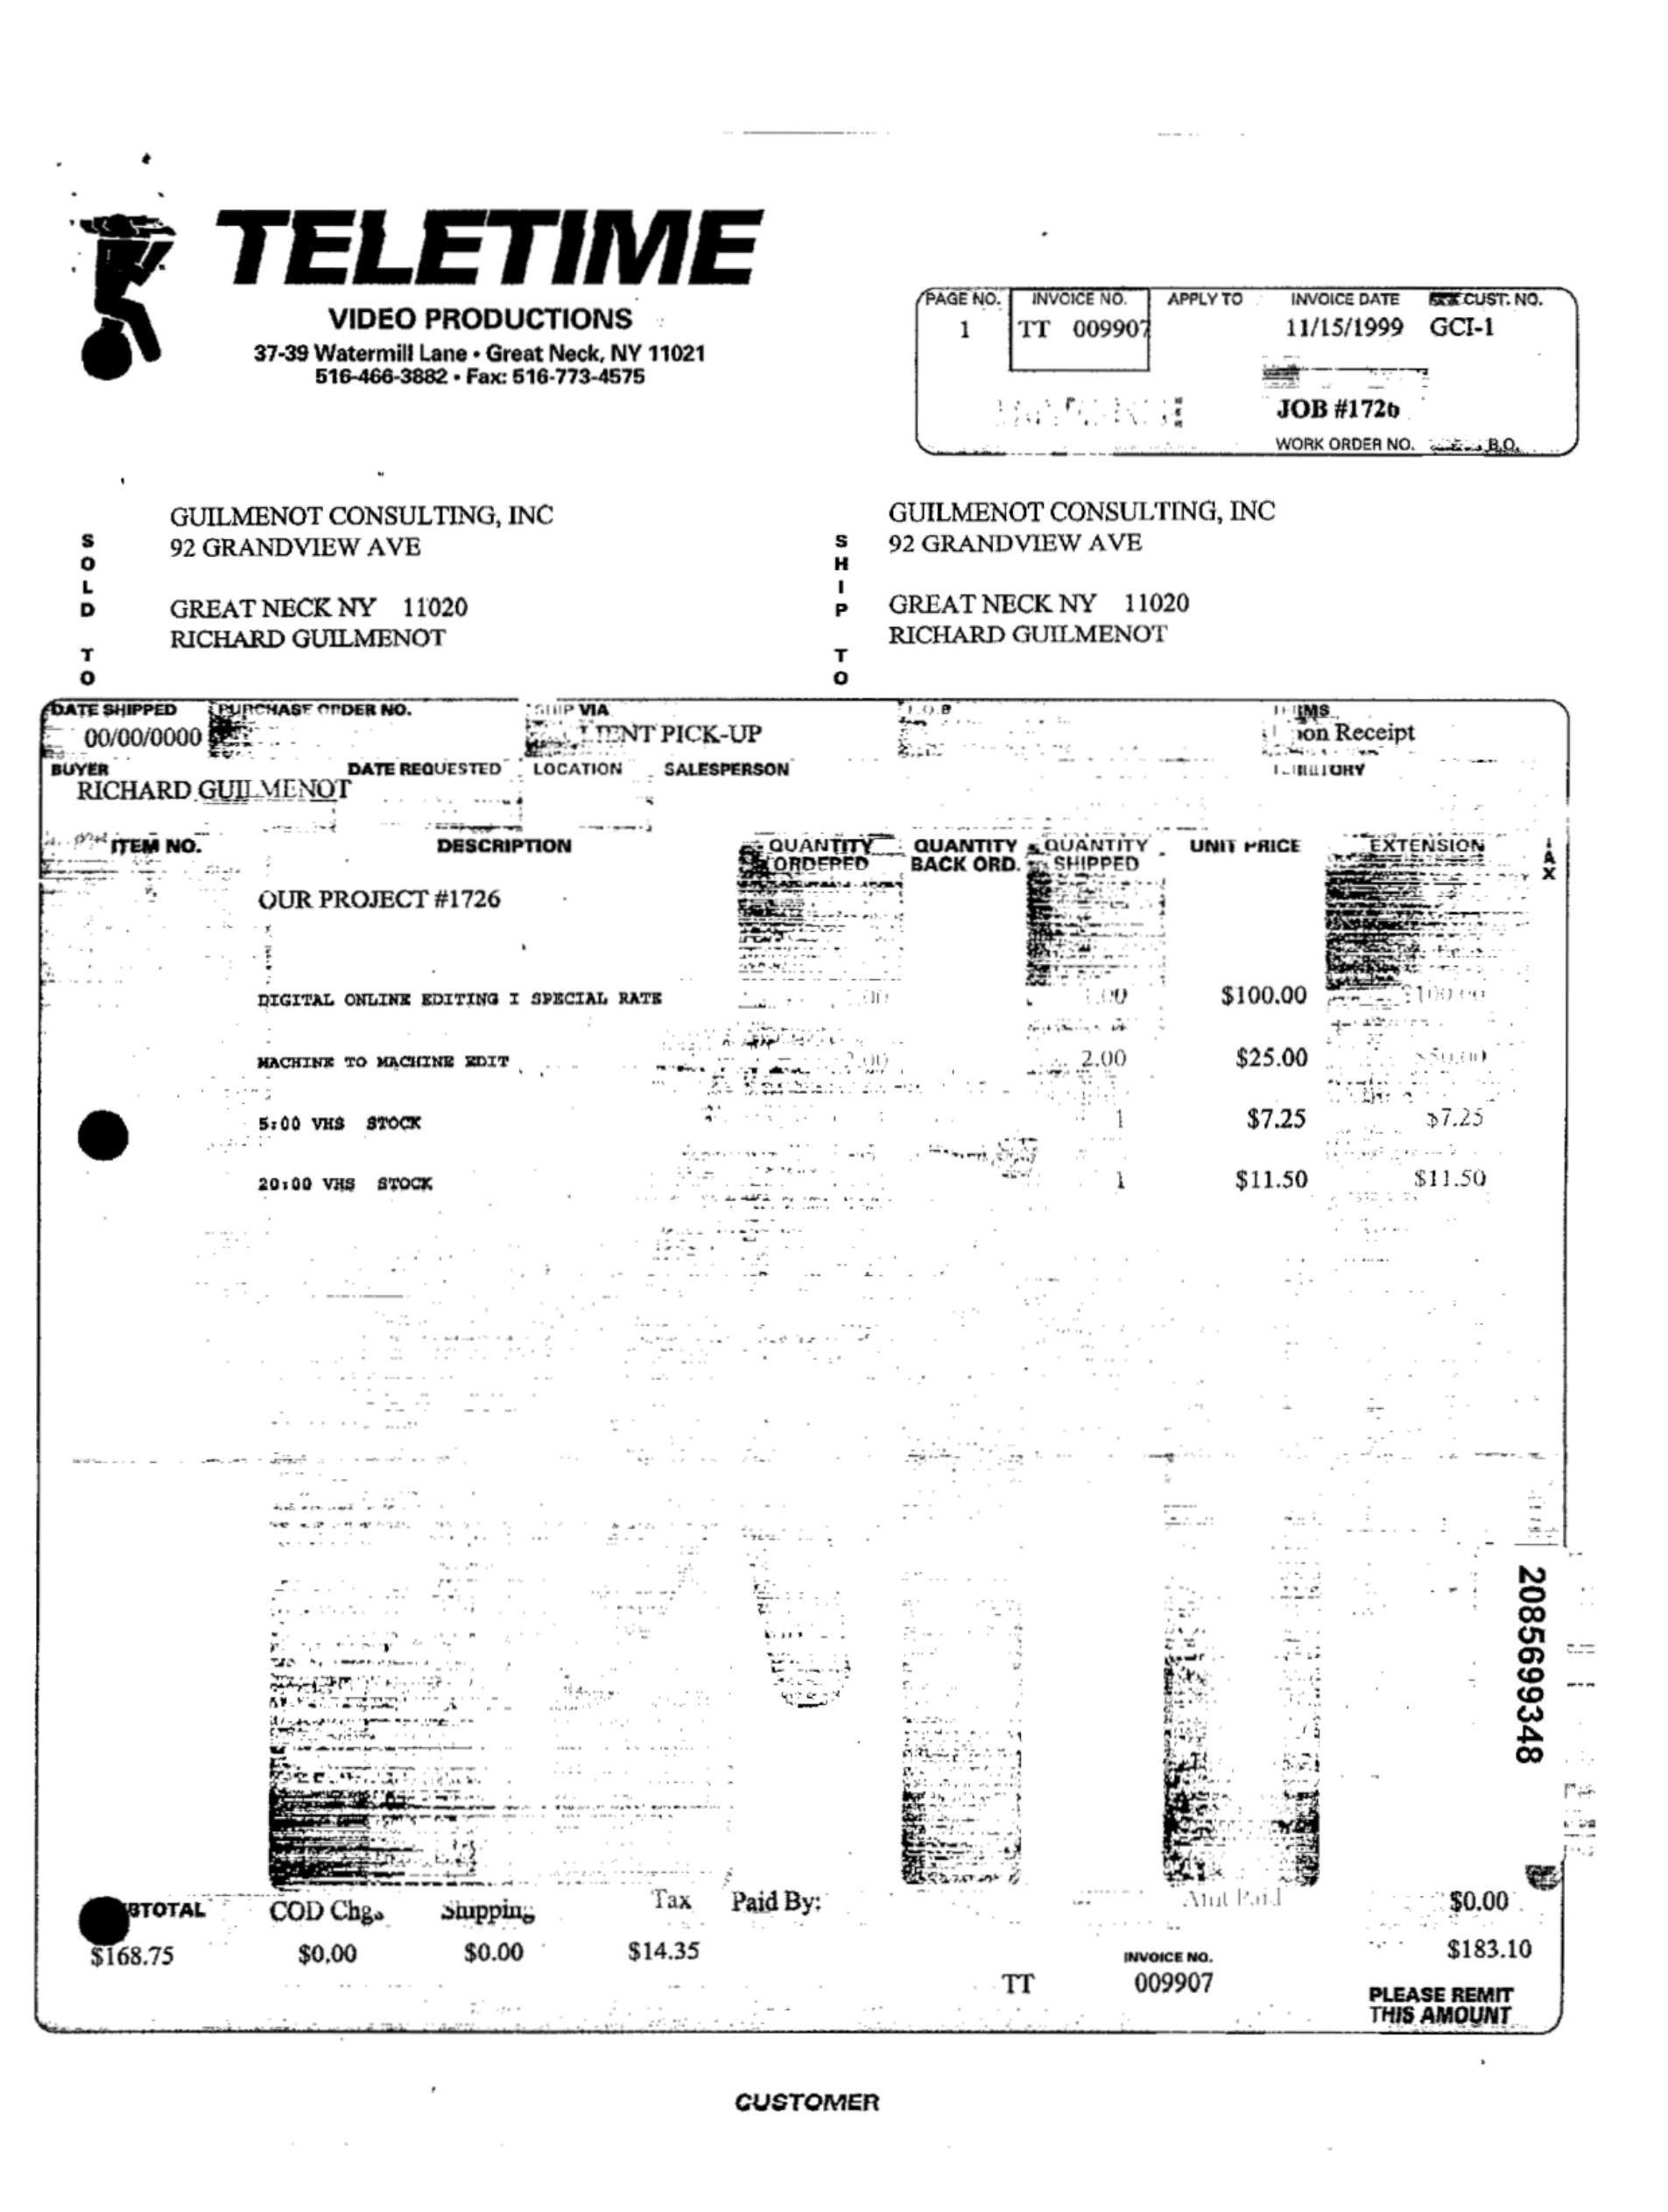 TELETIME
VIDEO PRODUCTIONS
37-39 Watermill Lane • Great Neck, NY 11021
516-466-3882 • Fax: 516-773-4575
PAGE NO. INVOICE NO. APPLY TO INVOICE DATE CUST. NO.
1 TT 009907 11/15/1999 GCI-1
JOB #1726
WORK ORDER NO. B.O.
SOLD TO
GUILMENOT CONSULTING, INC
92 GRANDVIEW AVE
GREAT NECK NY 11020
RICHARD GUILMENOT
SHIP TO
GUILMENOT CONSULTING, INC
92 GRANDVIEW AVE
GREAT NECK NY 11020
RICHARD GUILMENOT
DATE SHIPPED PURCHASE ORDER NO. SHIP VIA F.O.B TERMS
00/00/0000 PICK-UP Receipt
BUYER DATE REQUESTED LOCATION SALESPERSON TERRITORY
RICHARD GUILMENOT
ITEM NO. DESCRIPTION QUANTITY ORDERED QUANTITY BACK ORD. QUANTITY SHIPPED UNIT PRICE EXTENSION TAX
OUR PROJECT #1726
DIGITAL ONLINE EDITING I SPECIAL RATE 1.00 $100.00 $100.00
MACHINE TO MACHINE EDIT 2.00 2.00 $25.00 $50.00
5:00 VHS STOCK 1 $7.25 $7.25
20:00 VHS STOCK 1 $11.50 $11.50
2085699348
SUBTOTAL COD Chgs Shipping Tax Paid By: Amt Paid $0.00
$168.75 $0.00 $0.00 $14.35 $183.10
INVOICE NO.
TT 009907
PLEASE REMIT
THIS AMOUNT
CUSTOMER